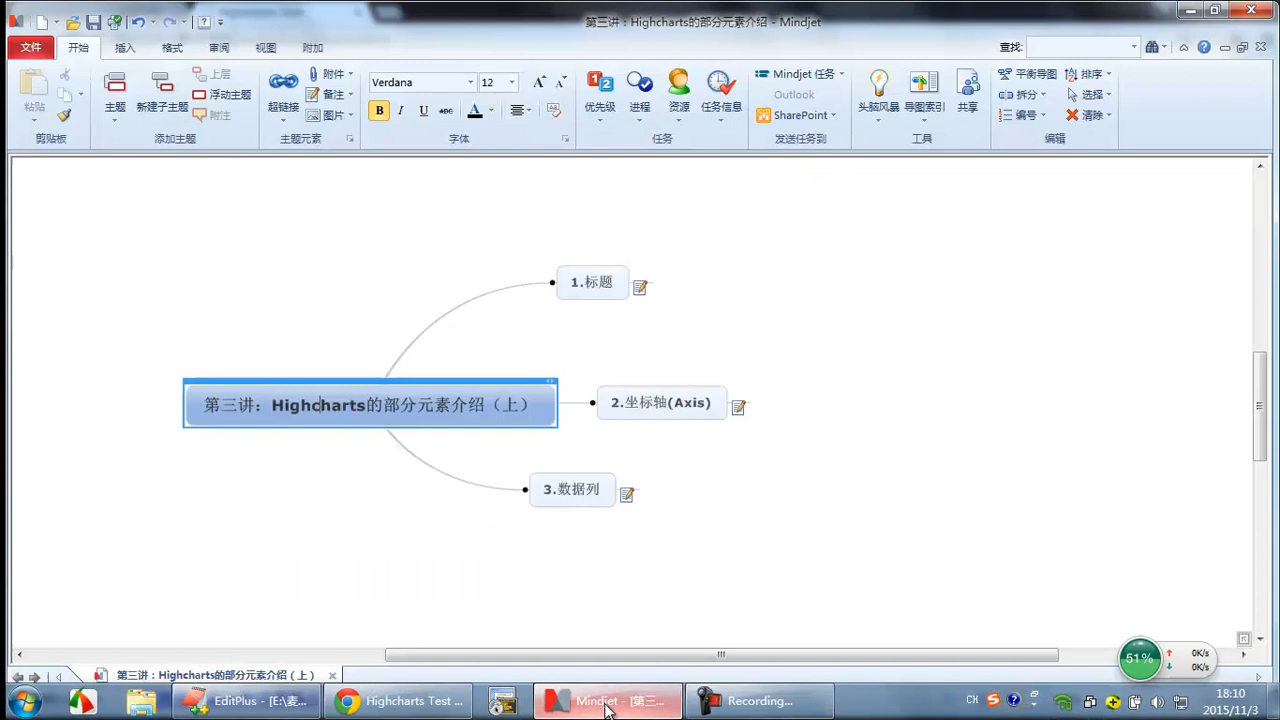 第三讲：Highcharts的部分元素介绍 - Mindjet
文件 开始 插入 格式 审阅 视图 附加 查找:
粘贴 主题 新建子主题 上层 浮动主题 附注 超链接 附件 备注 图片 Verdana 12 B I U abc A 优先级 进程 资源 任务信息 Mindjet 任务 Outlook SharePoint 头脑风暴 导图索引 共享 平衡导图 拆分 编号 排序 选择 清除
剪贴板 添加主题 主题元素 字体 任务 发送任务到 工具 编辑
1.标题
第三讲：Highcharts的部分元素介绍（上）
2.坐标轴(Axis)
3.数据列
51% 0K/s
0K/s
第三讲：Highcharts的部分元素介绍（上）
EditPlus - [E:\麦... Highcharts Test ... Mindjet - [第三... Recording... CH 18:10
2015/11/3